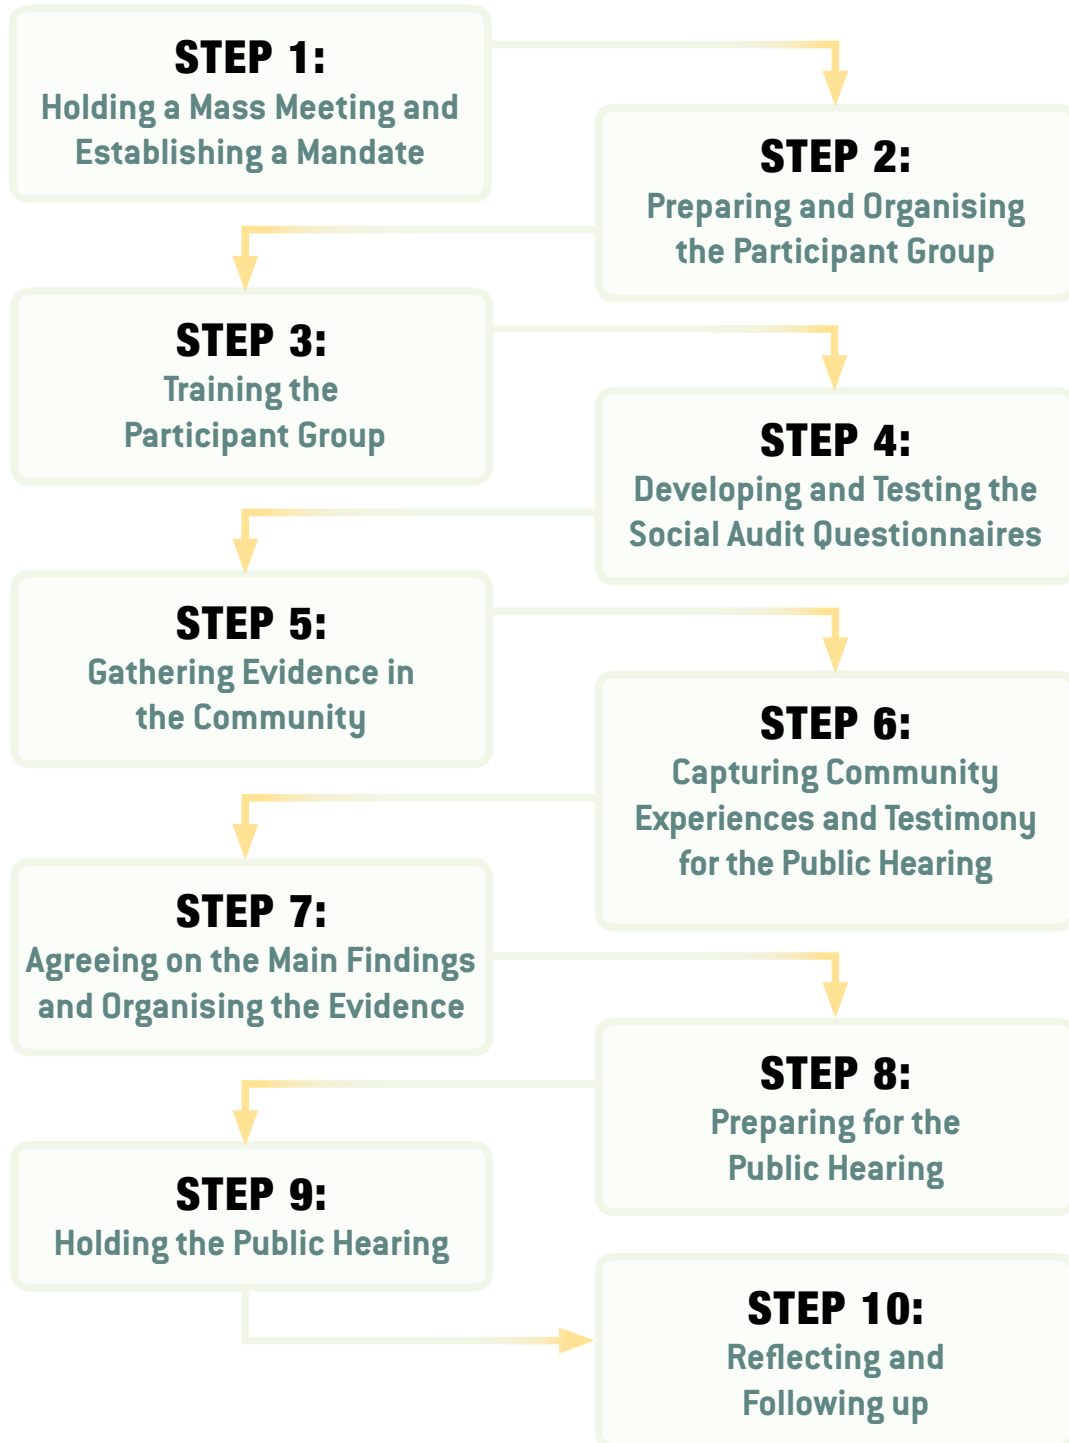 STEP 1:
Holding a Mass Meeting and
Establishing a Mandate
STEP 2:
Preparing and Organising
the Participant Group
STEP 3:
Training the
Participant Group
STEP 4:
Developing and Testing the
Social Audit Questionnaires
STEP 5:
Gathering Evidence in
the Community
STEP 6:
Capturing Community
Experiences and Testimony
for the Public Hearing
STEP 7:
Agreeing on the Main Findings
and Organising the Evidence
STEP 8:
Preparing for the
Public Hearing
STEP 9:
Holding the Public Hearing
STEP 10:
Reflecting and
Following up